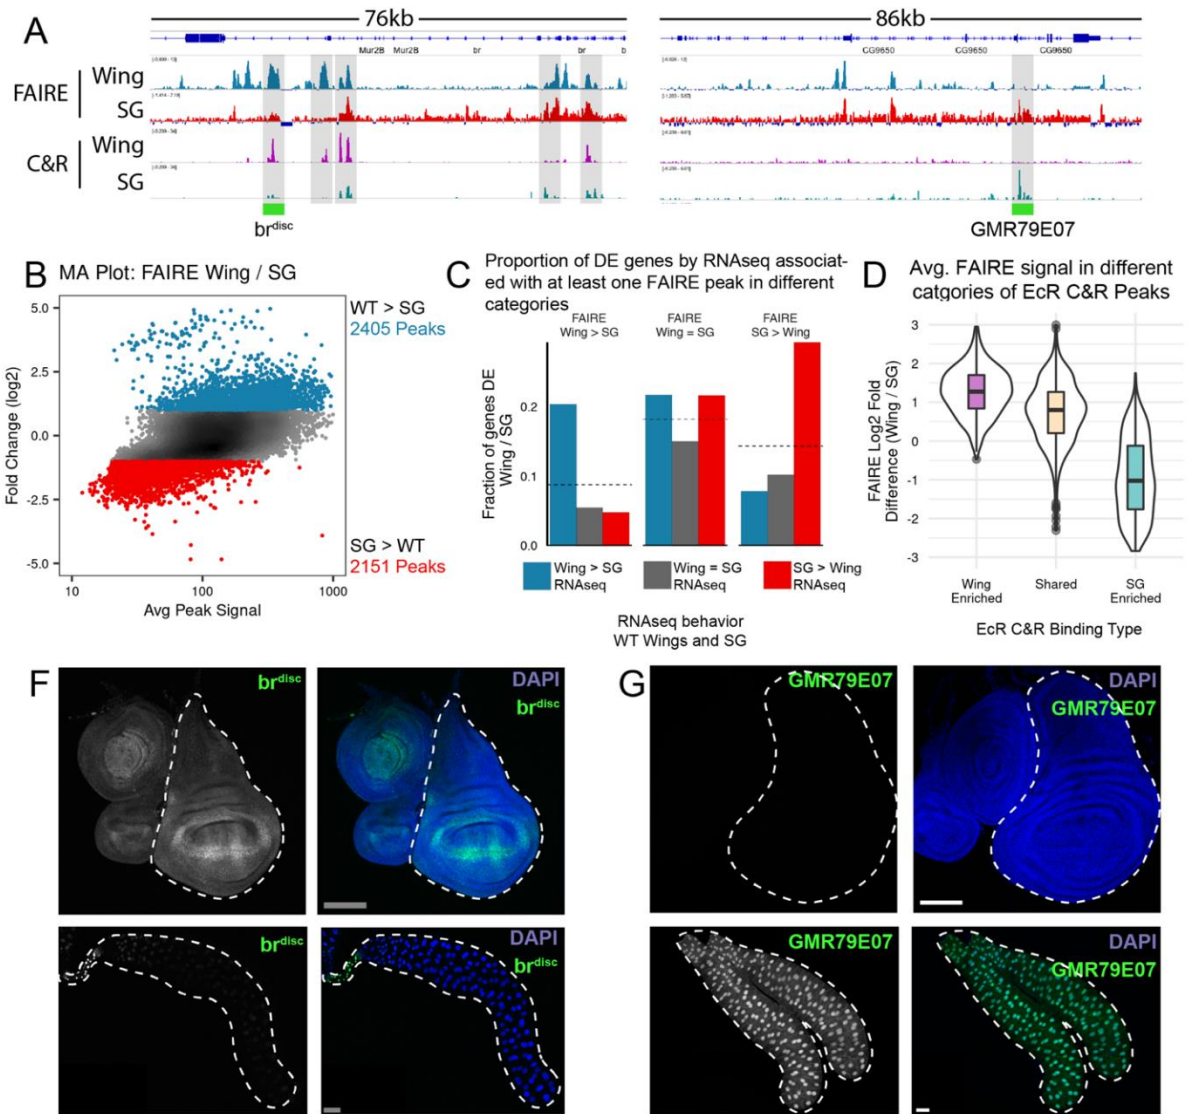 A
76kb
86kb
Mur2B Mur2B br br b
CG9650 CG9650 CG9650
FAIRE
Wing
SG
C&R
Wing
SG
br^disc
GMR79E07
B MA Plot: FAIRE Wing / SG
Fold Change (log2)
5.0
2.5
0.0
-2.5
-5.0
10 100 1000
Avg Peak Signal
WT > SG
2405 Peaks
SG > WT
2151 Peaks
C Proportion of DE genes by RNAseq associat-
ed with at least one FAIRE peak in different
categories
FAIRE
Wing > SG
FAIRE
Wing = SG
FAIRE
SG > Wing
Fraction of genes DE
Wing / SG
0.2
0.1
0.0
Wing > SG
RNAseq
Wing = SG
RNAseq
SG > Wing
RNAseq
RNAseq behavior
WT Wings and SG
D Avg. FAIRE signal in different
catgories of EcR C&R Peaks
FAIRE Log2 Fold
Difference (Wing / SG)
3
2
1
0
-1
-2
-3
Wing
Enriched
Shared
SG
Enriched
EcR C&R Binding Type
F
br^disc
DAPI
br^disc
br^disc
DAPI
br^disc
G
GMR79E07
DAPI
GMR79E07
GMR79E07
DAPI
GMR79E07